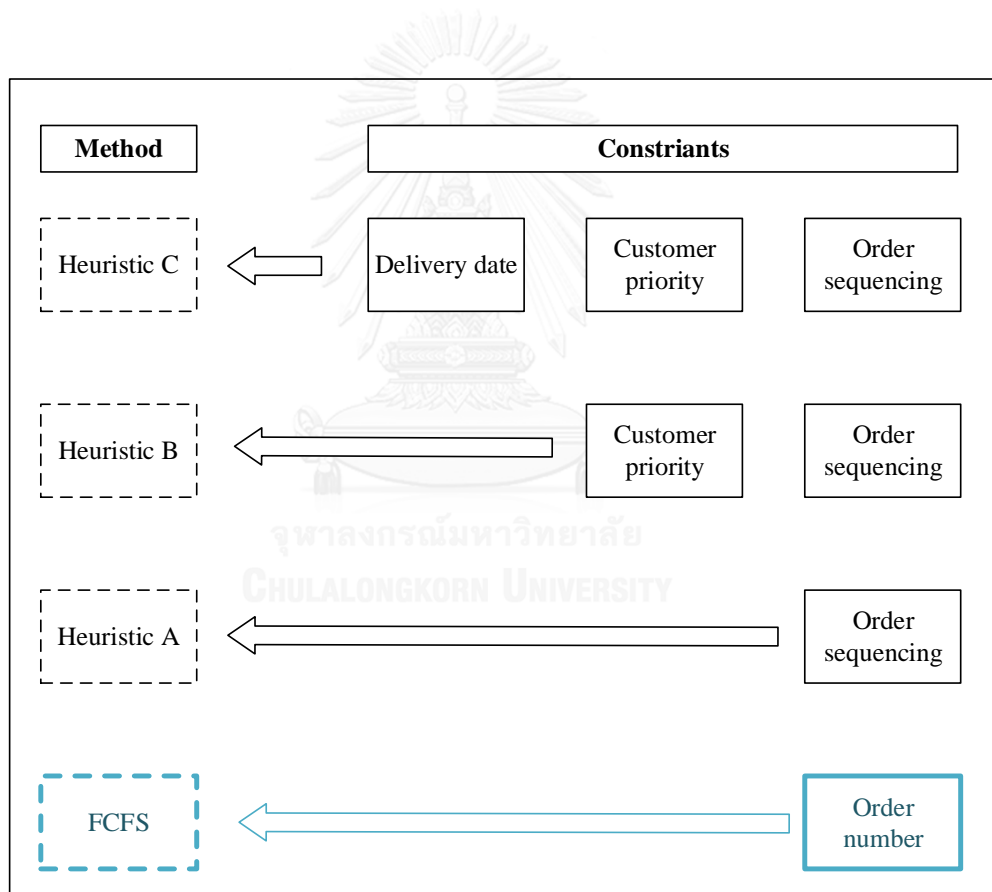 Method
Constriants
Heuristic C
Delivery date
Customer
priority
Order
sequencing
Heuristic B
Customer
priority
Order
sequencing
จุฬาลงกรณ์มหาวิทยาลัย
CHULALONGKORN UNIVERSITY
Heuristic A
Order
sequencing
FCFS
Order
number